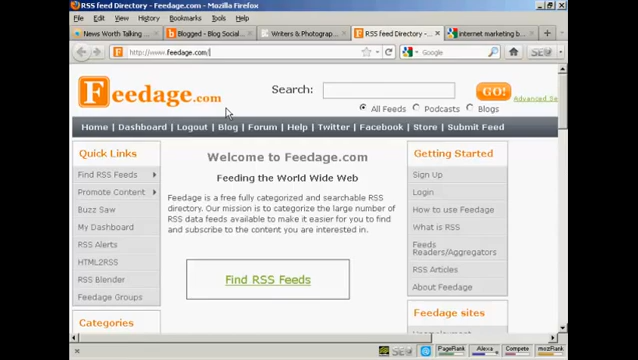 RSS feed Directory - Feedage.com - Mozilla Firefox
File Edit View History Bookmarks Tools Help
News Worth Talking
Blogged - Blog Social...
Writers & Photograp...
RSS feed Directory - Feedage.com -...
internet marketing b...
http://www.feedage.com/
Google
SEO
Feedage.com
Search:
GO!
Advanced Se
All Feeds Podcasts Blogs
Home | Dashboard | Logout | Blog | Forum | Help | Twitter | Facebook | Store | Submit Feed
Quick Links
Find RSS Feeds
Promote Content
Buzz Saw
My Dashboard
RSS Alerts
HTML2RSS
RSS Blender
Feedage Groups
Categories
Welcome to Feedage.com
Feeding the World Wide Web
Feedage is a free fully categorized and searchable RSS
directory. Our mission is to categorize the large number of
RSS data feeds available to make it easier for you to find
and subscribe to the content you are interested in.
Find RSS Feeds
Getting Started
Sign Up
Login
How to use Feedage
What is RSS
Feeds
Readers/Aggregators
RSS Articles
About Feedage
Feedage sites
SEO
PageRank
Alexa
Compete
mozRank